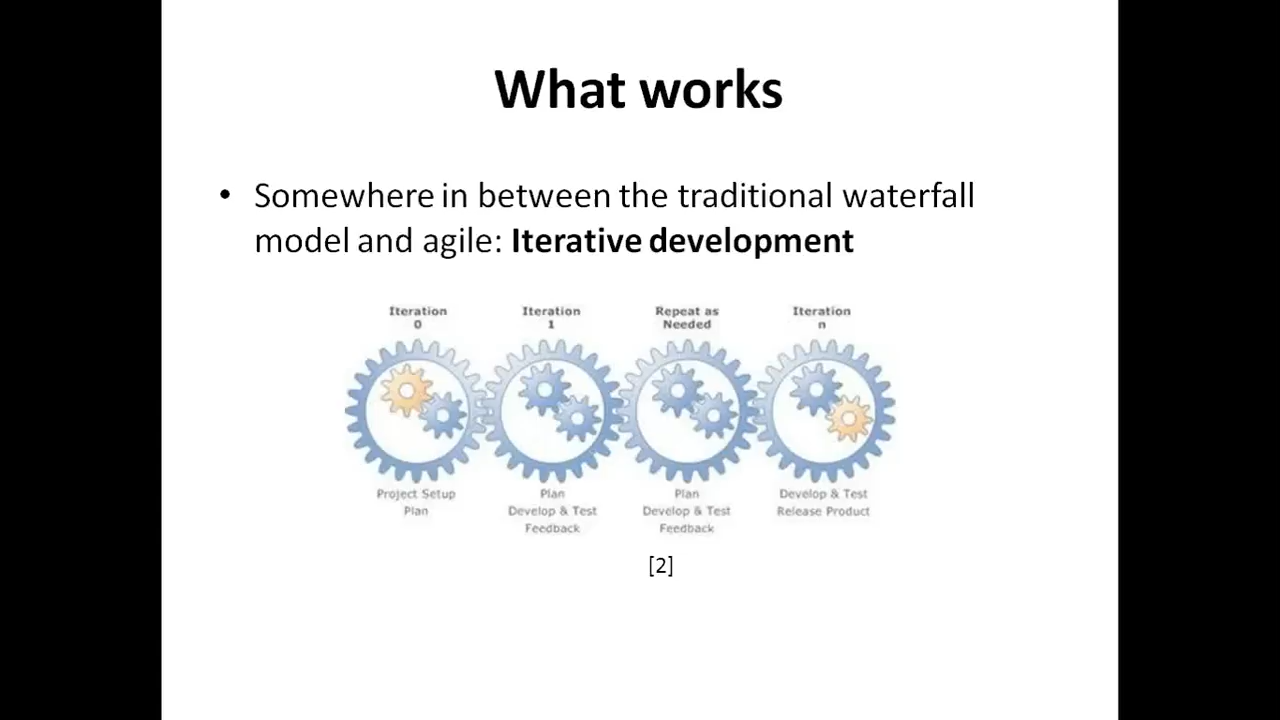 What works
• Somewhere in between the traditional waterfall
model and agile: Iterative development
Iteration
0
Iteration
1
Repeat as
Needed
Iteration
n
Project Setup
Plan
Plan
Develop & Test
Feedback
Plan
Develop & Test
Feedback
Develop & Test
Release Product
[2]